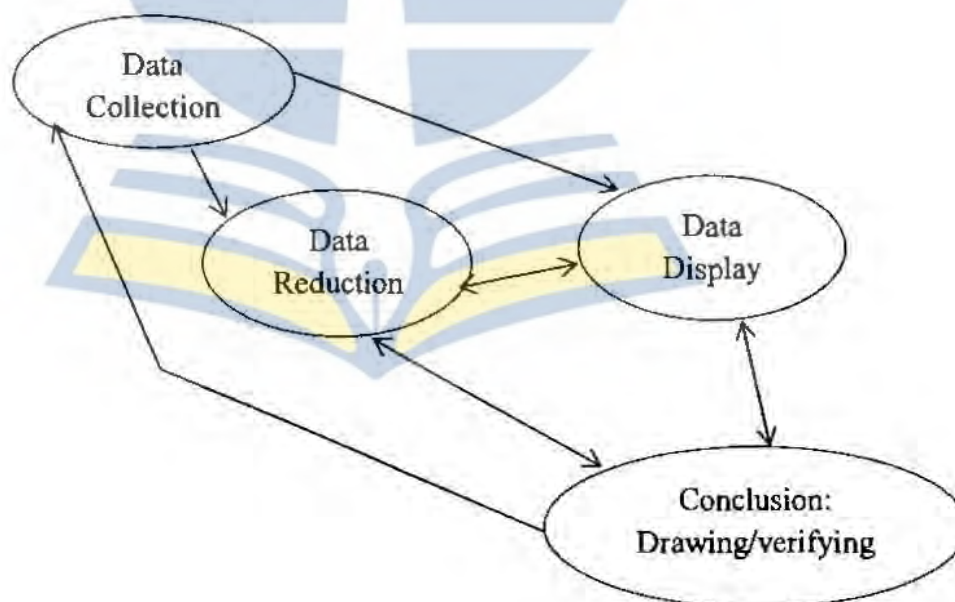 Data
Collection
Data
Reduction
Data
Display
Conclusion:
Drawing/verifying